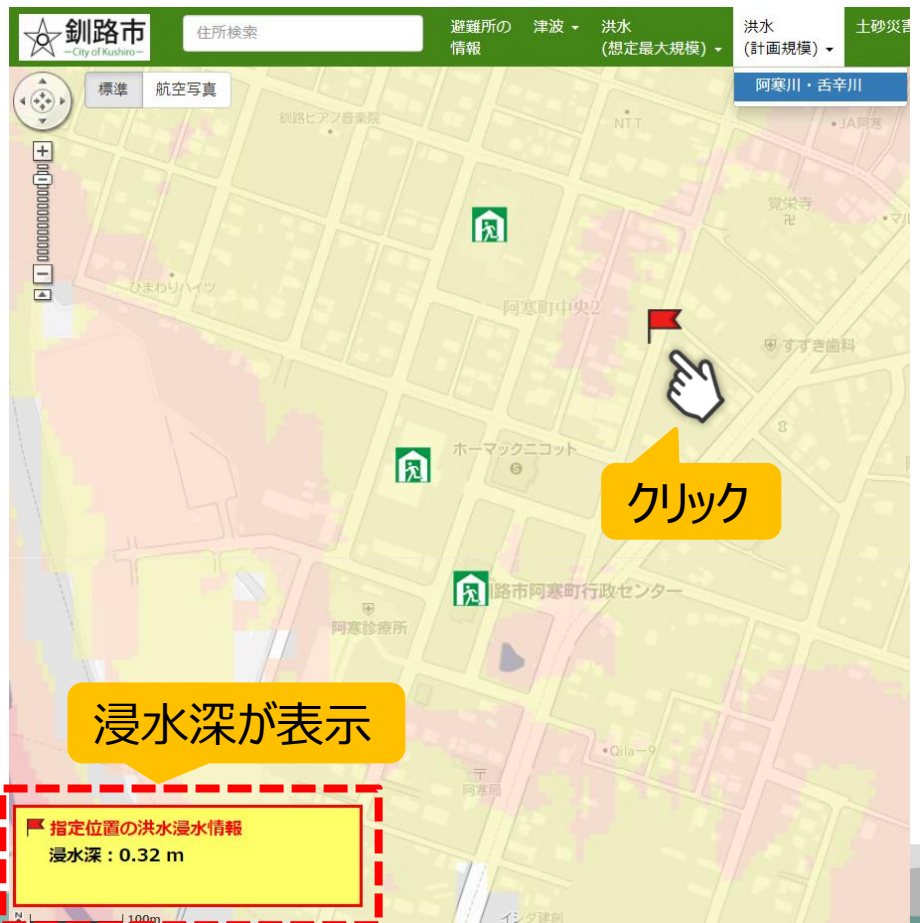 釧路市
City of Kushiro
住所検索
避難所の
情報
津波
洪水
(想定最大規模)
洪水
(計画規模)
土砂災害
阿寒川・舌辛川
標準
航空写真
釧路ピアノ音楽院
NTT
JA阿寒
覚栄寺
ひまわりハイツ
阿寒町中央2
すずき歯科
ホーマックニコット
クリック
路市阿寒町行政センター
阿寒診療所
浸水深が表示
Qila-9
阿寒局
指定位置の洪水浸水情報
浸水深:0.32 m
N
100m
イシダ建創